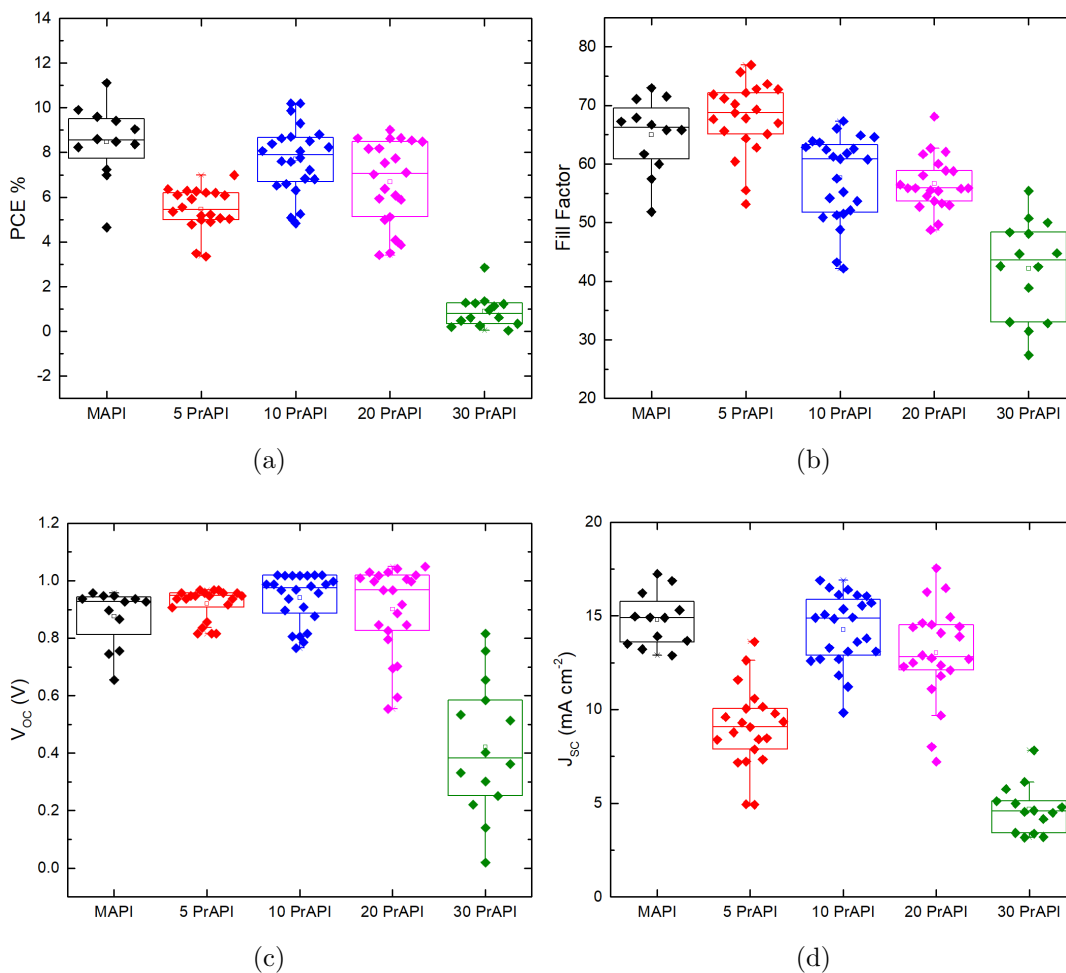 14
12
10
8
6
4
2
0
-2
PCE %
MAPI 5 PrAPI 10 PrAPI 20 PrAPI 30 PrAPI
(a)
80
70
60
50
40
30
20
Fill Factor
MAPI 5 PrAPI 10 PrAPI 20 PrAPI 30 PrAPI
(b)
1.2
1.0
0.8
0.6
0.4
0.2
0.0
V_OC (V)
MAPI 5 PrAPI 10 PrAPI 20 PrAPI 30 PrAPI
(c)
20
15
10
5
0
J_SC (mA cm⁻²)
MAPI 5 PrAPI 10 PrAPI 20 PrAPI 30 PrAPI
(d)